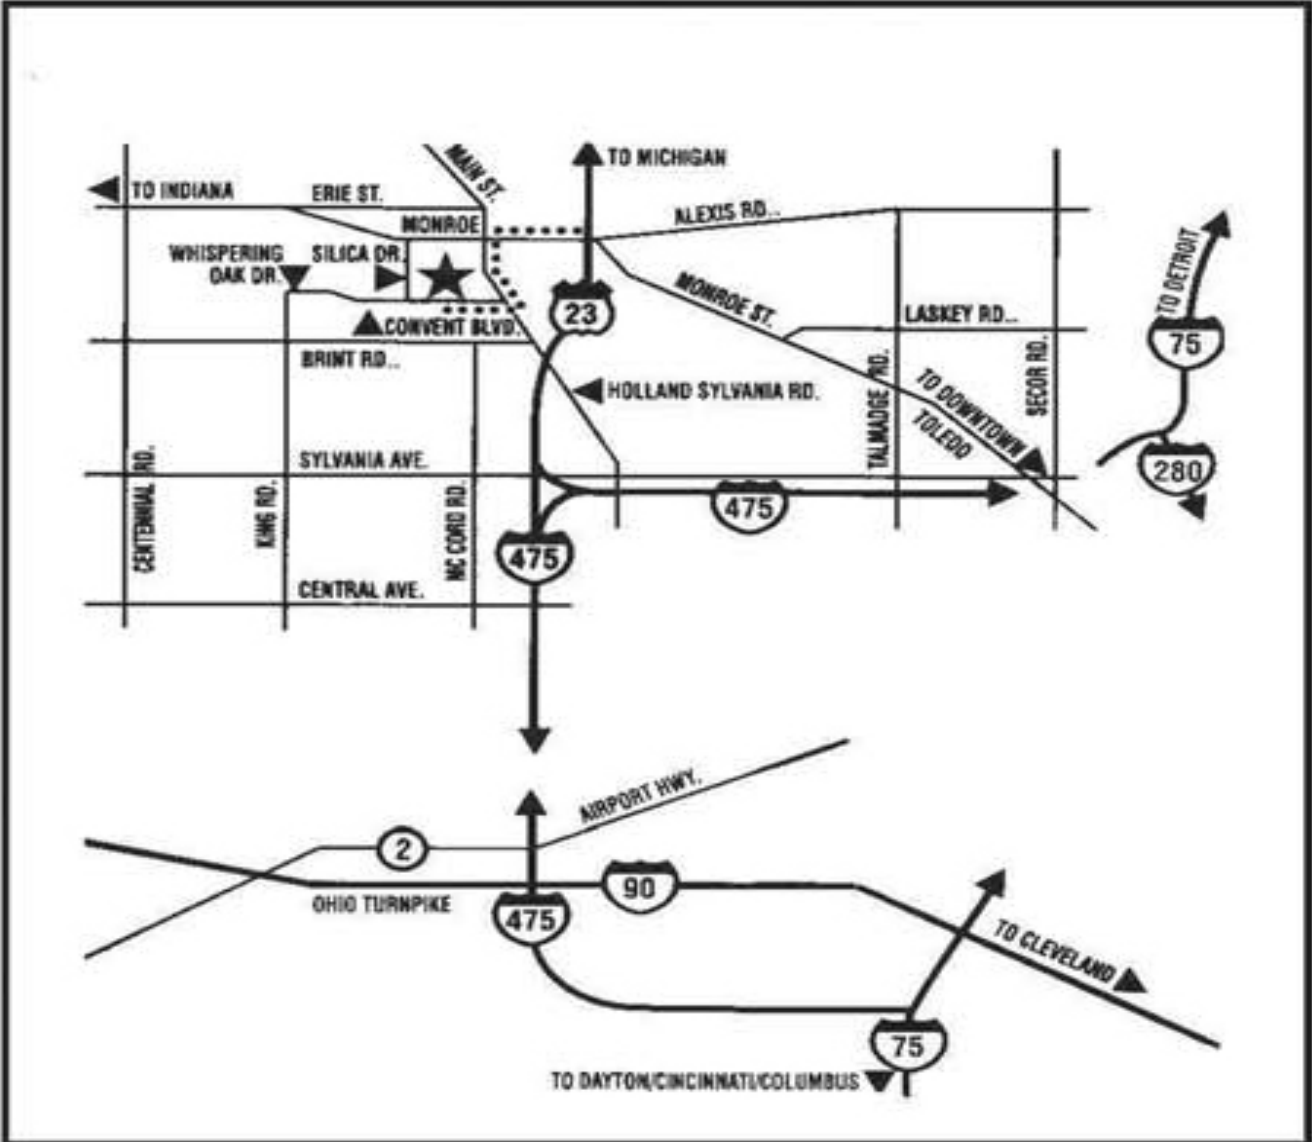 MAIN ST.
TO MICHIGAN
TO INDIANA
ERIE ST.
MONROE
ALEXIS RD..
WHISPERING
OAK DR.
SILICA DR.
TO DETROIT
MONROE ST.
23
LASKEY RD..
CONVENT BLVD.
75
BRINT RD..
HOLLAND SYLVANIA RD.
TALMADGE RD.
SECOR RD.
TO DOWNTOWN
TOLEDO
SYLVANIA AVE.
280
CENTENNIAL RD.
KING RD.
MC CORD RD.
475
475
CENTRAL AVE.
AIRPORT HWY.
2
90
OHIO TURNPIKE
475
TO CLEVELAND
75
TO DAYTON/CINCINNATI/COLUMBUS